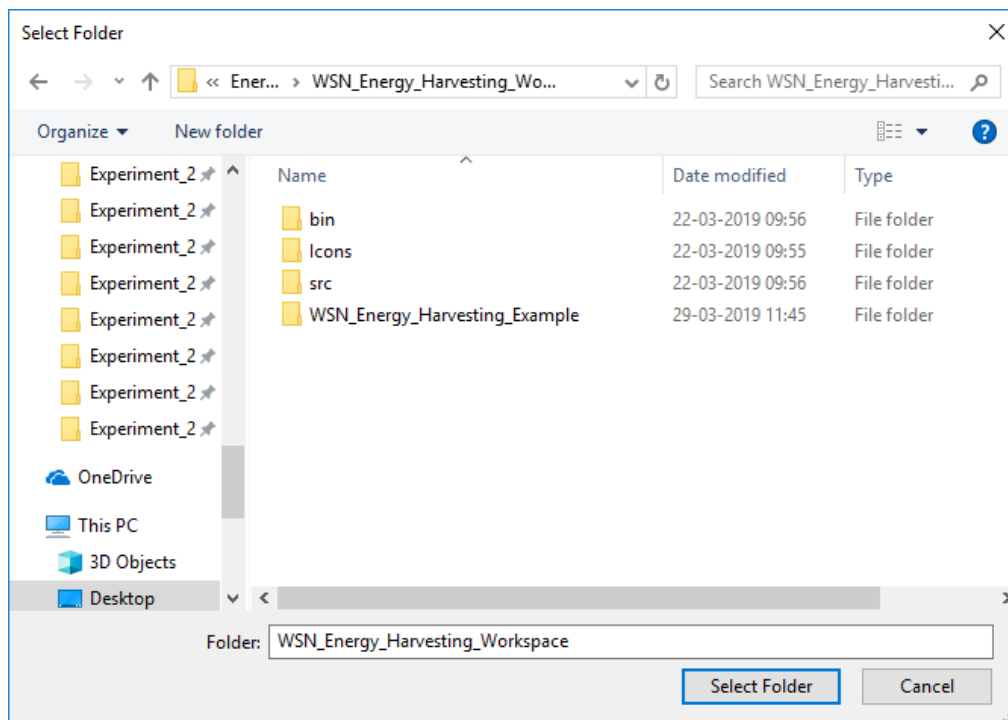 Select Folder
« Ener... › WSN_Energy_Harvesting_Wo... Search WSN_Energy_Harvesti...
Organize New folder ?
Name Date modified Type
Experiment_2
Experiment_2
Experiment_2
Experiment_2
Experiment_2
Experiment_2
Experiment_2
Experiment_2
OneDrive
This PC
3D Objects
Desktop
bin 22-03-2019 09:56 File folder
Icons 22-03-2019 09:55 File folder
src 22-03-2019 09:56 File folder
WSN_Energy_Harvesting_Example 29-03-2019 11:45 File folder
Folder: WSN_Energy_Harvesting_Workspace
Select Folder Cancel